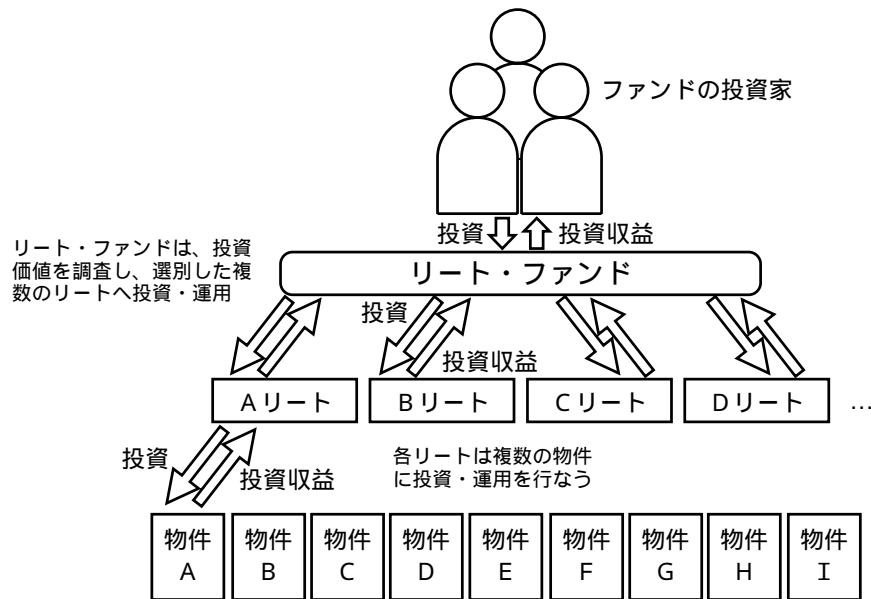 ファンドの投資家
投資
投資収益
リート・ファンドは、投資
価値を調査し、選別した複
数のリートへ投資・運用
リート・ファンド
投資
投資収益
Aリート
Bリート
Cリート
Dリート
…
投資
投資収益
各リートは複数の物件
に投資・運用を行なう
物件
A
物件
B
物件
C
物件
D
物件
E
物件
F
物件
G
物件
H
物件
I